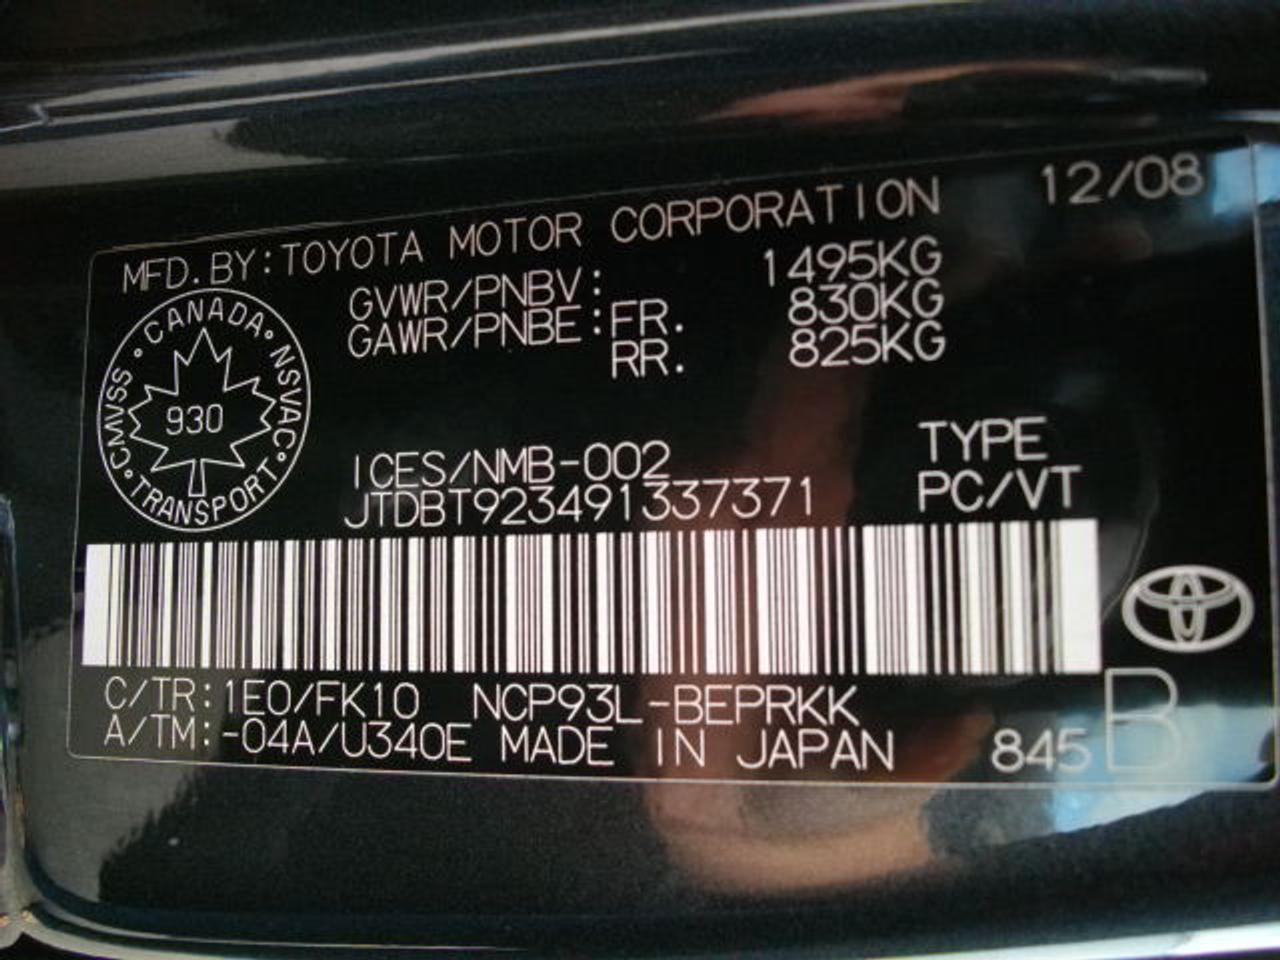 12/08
MFD. BY: TOYOTA MOTOR CORPORATION
GVWR/PNBV: 1495KG
GAWR/PNBE: FR. 830KG
RR. 825KG
CMVSS • CANADA • NSVAC • TRANSPORT •
930
ICES/NMB-002
JTDBT923491337371
TYPE
PC/VT
C/TR: 1E0/FK10 NCP93L-BEPRKK
A/TM: -04A/U340E MADE IN JAPAN 845 B